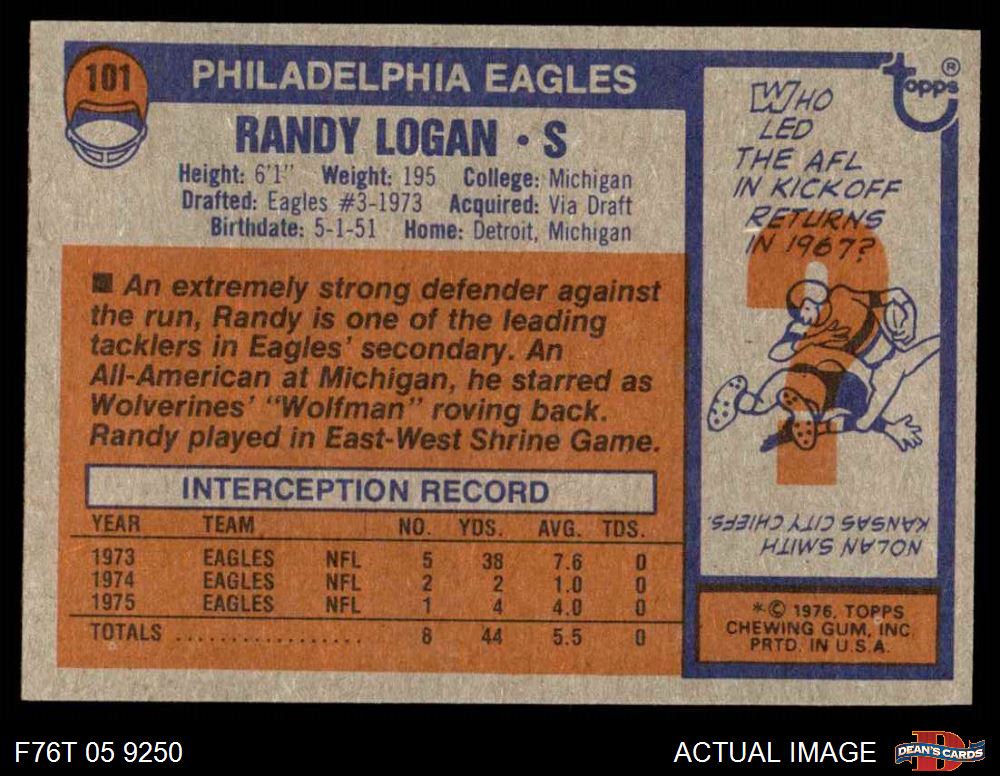 101
PHILADELPHIA EAGLES
RANDY LOGAN • S
Height: 6'1" Weight: 195 College: Michigan
Drafted: Eagles #3-1973 Acquired: Via Draft
Birthdate: 5-1-51 Home: Detroit, Michigan
■ An extremely strong defender against
the run, Randy is one of the leading
tacklers in Eagles' secondary. An
All-American at Michigan, he starred as
Wolverines' "Wolfman" roving back.
Randy played in East-West Shrine Game.
INTERCEPTION RECORD
YEAR TEAM NO. YDS. AVG. TDS.
1973 EAGLES NFL 5 38 7.6 0
1974 EAGLES NFL 2 2 1.0 0
1975 EAGLES NFL 1 4 4.0 0
TOTALS .................. 8 44 5.5 0
topps ®
WHO
LED
THE AFL
IN KICKOFF
RETURNS
IN 1967?
?
NOLAN SMITH
KANSAS CITY CHIEFS.
*© 1976, TOPPS
CHEWING GUM, INC
PRTD. IN U.S.A.
F76T 05 9250
ACTUAL IMAGE
DEAN'S CARDS